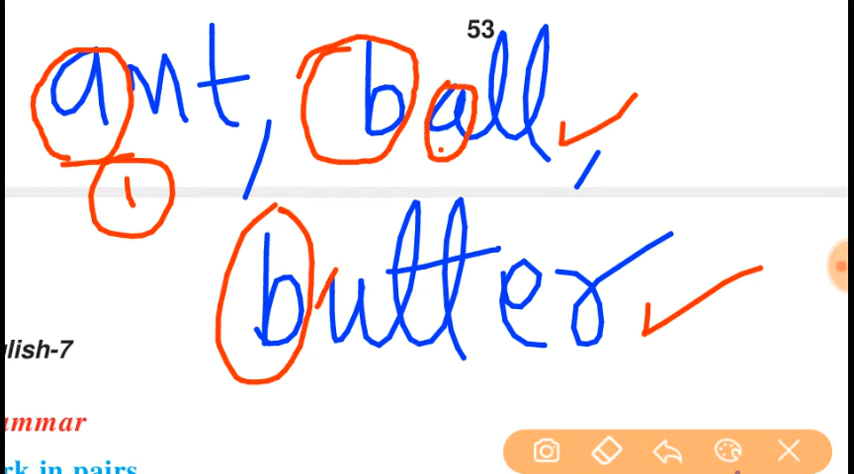 53
ant, ball,
butter
lish-7
mmar
rk in pairs